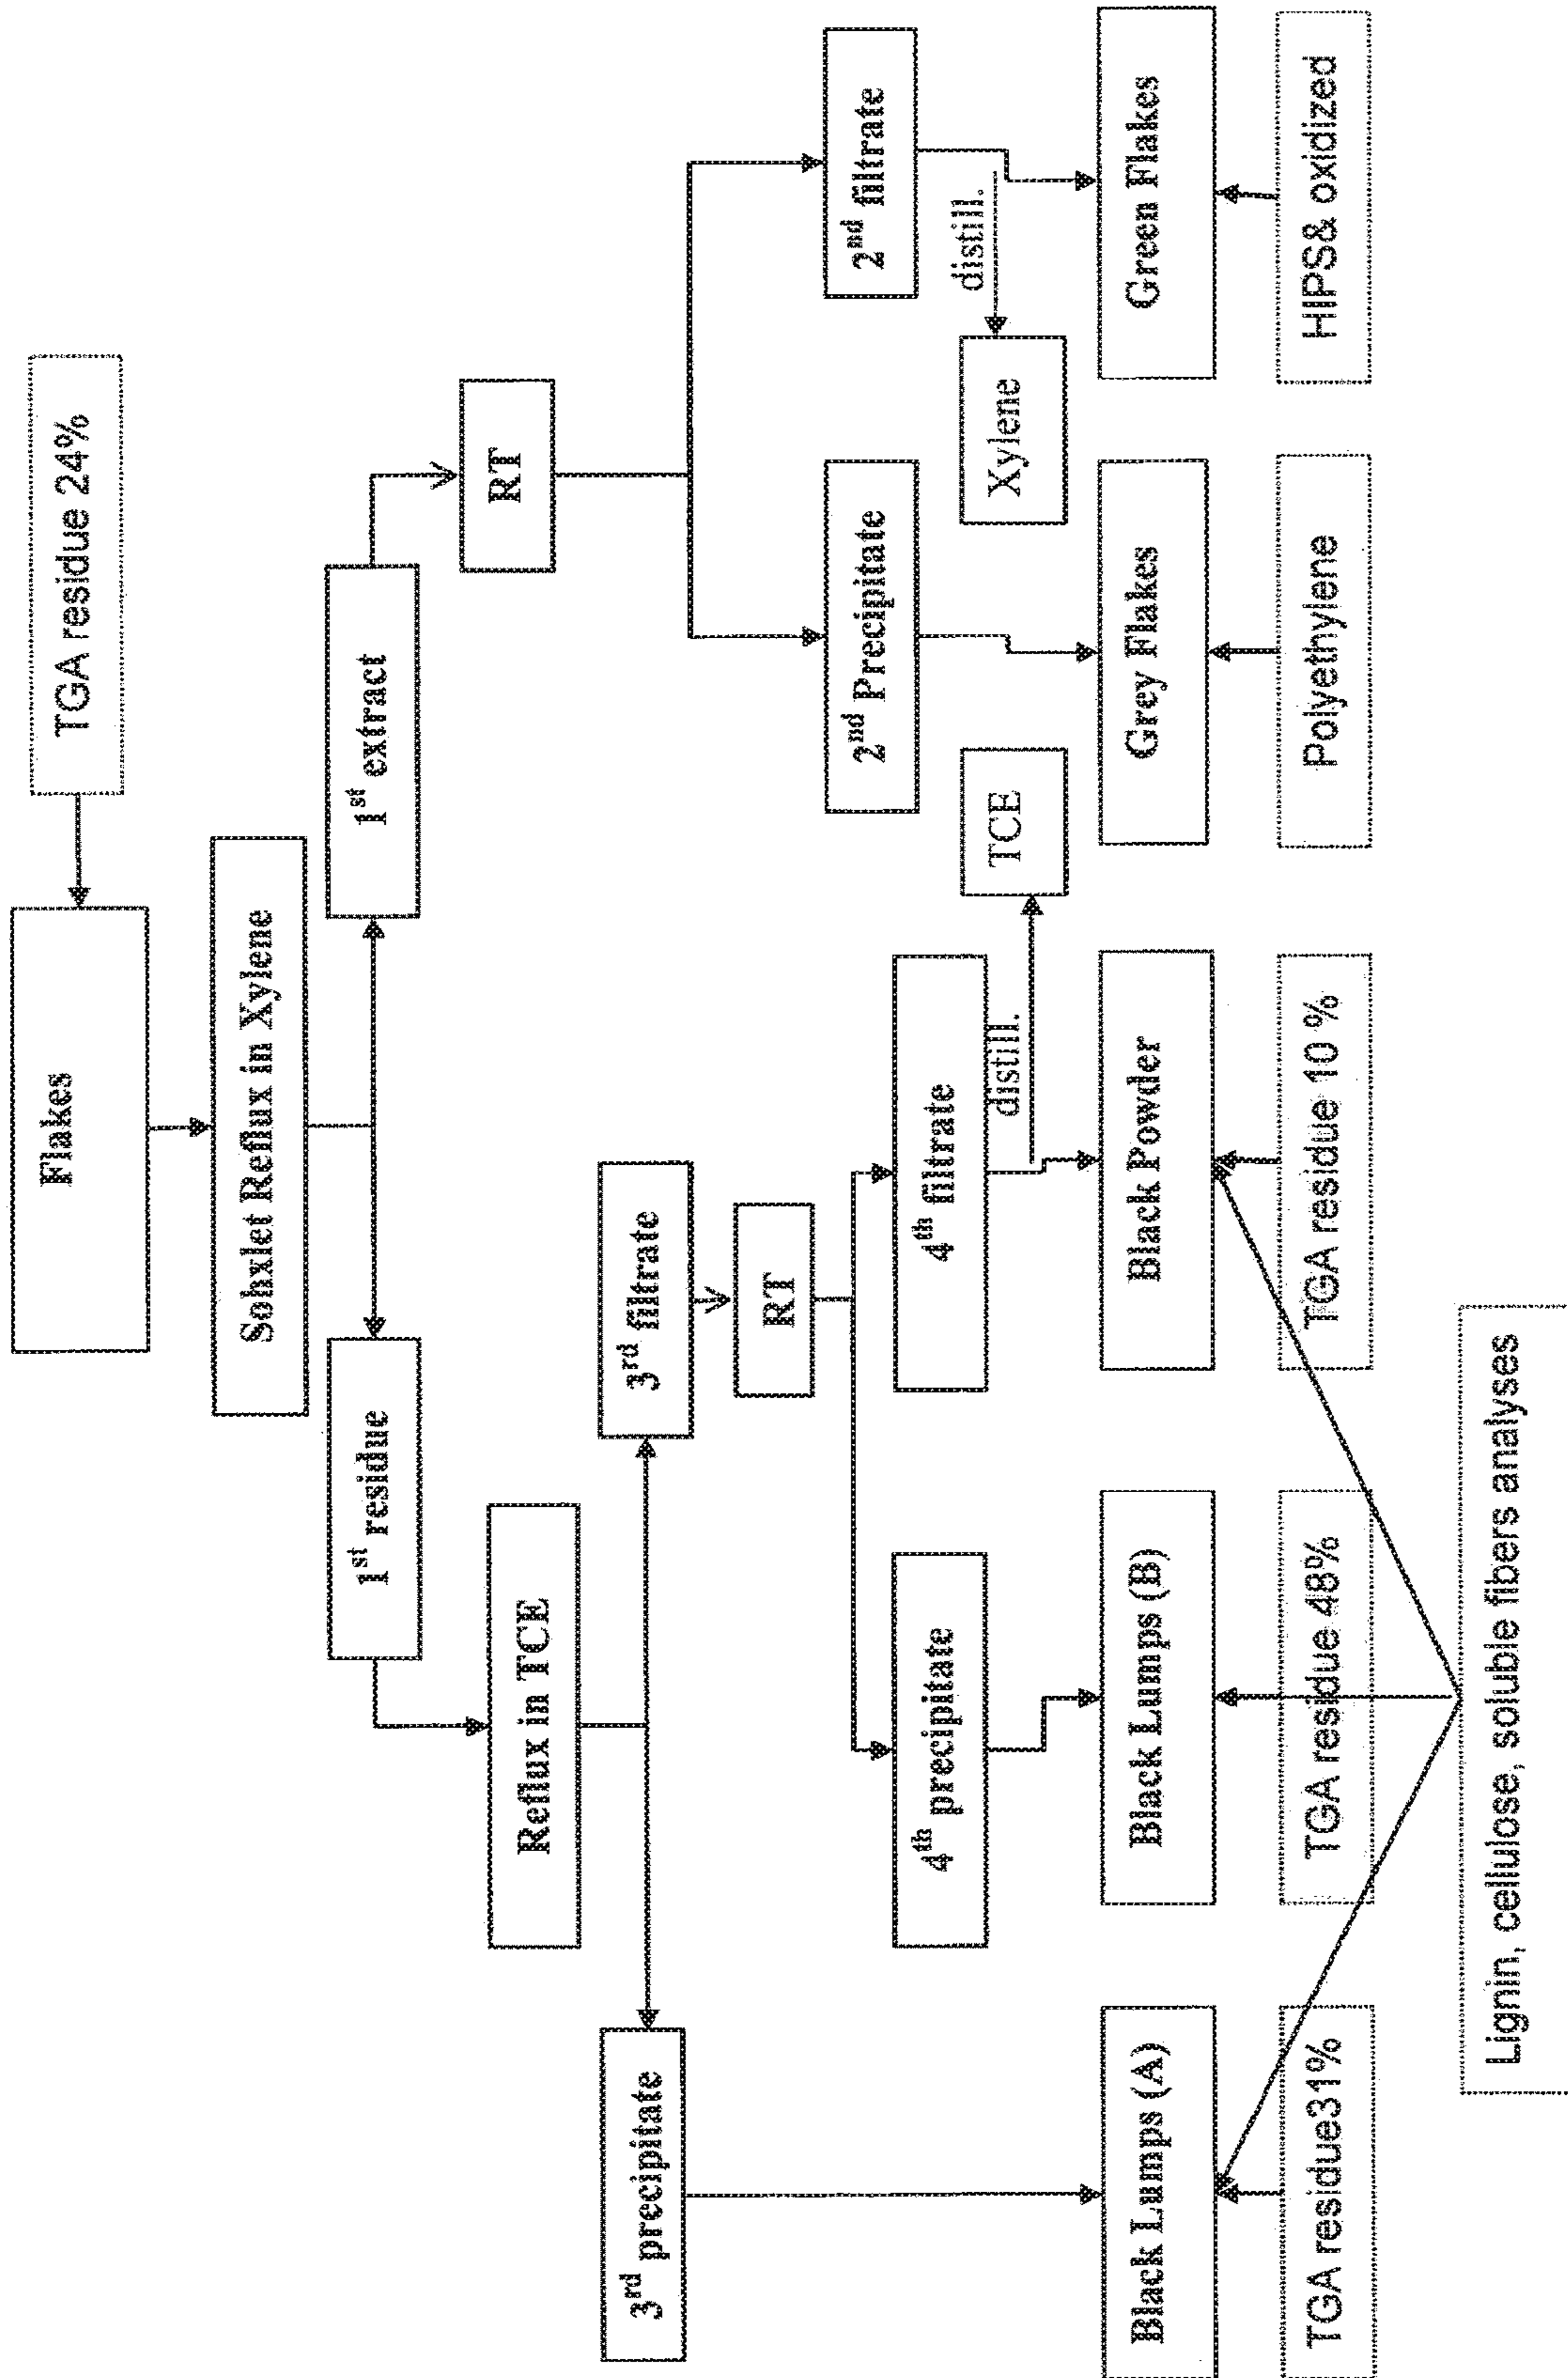 TGA residue 24%
Flakes
Sohxlet Reflux in Xylene
1st residue
1st extract
Reflux in TCE
RT
3rd precipitate
3rd filtrate
RT
2nd Precipitate
2nd filtrate
4th precipitate
4th filtrate
distill.
TCE
Xylene
distill.
Black Lumps (A)
Black Lumps (B)
Black Powder
Grey Flakes
Green Flakes
TGA residue31%
TGA residue 48%
TGA residue 10 %
Polyethylene
HIPS& oxidized
Lignin, cellulose, soluble fibers analyses